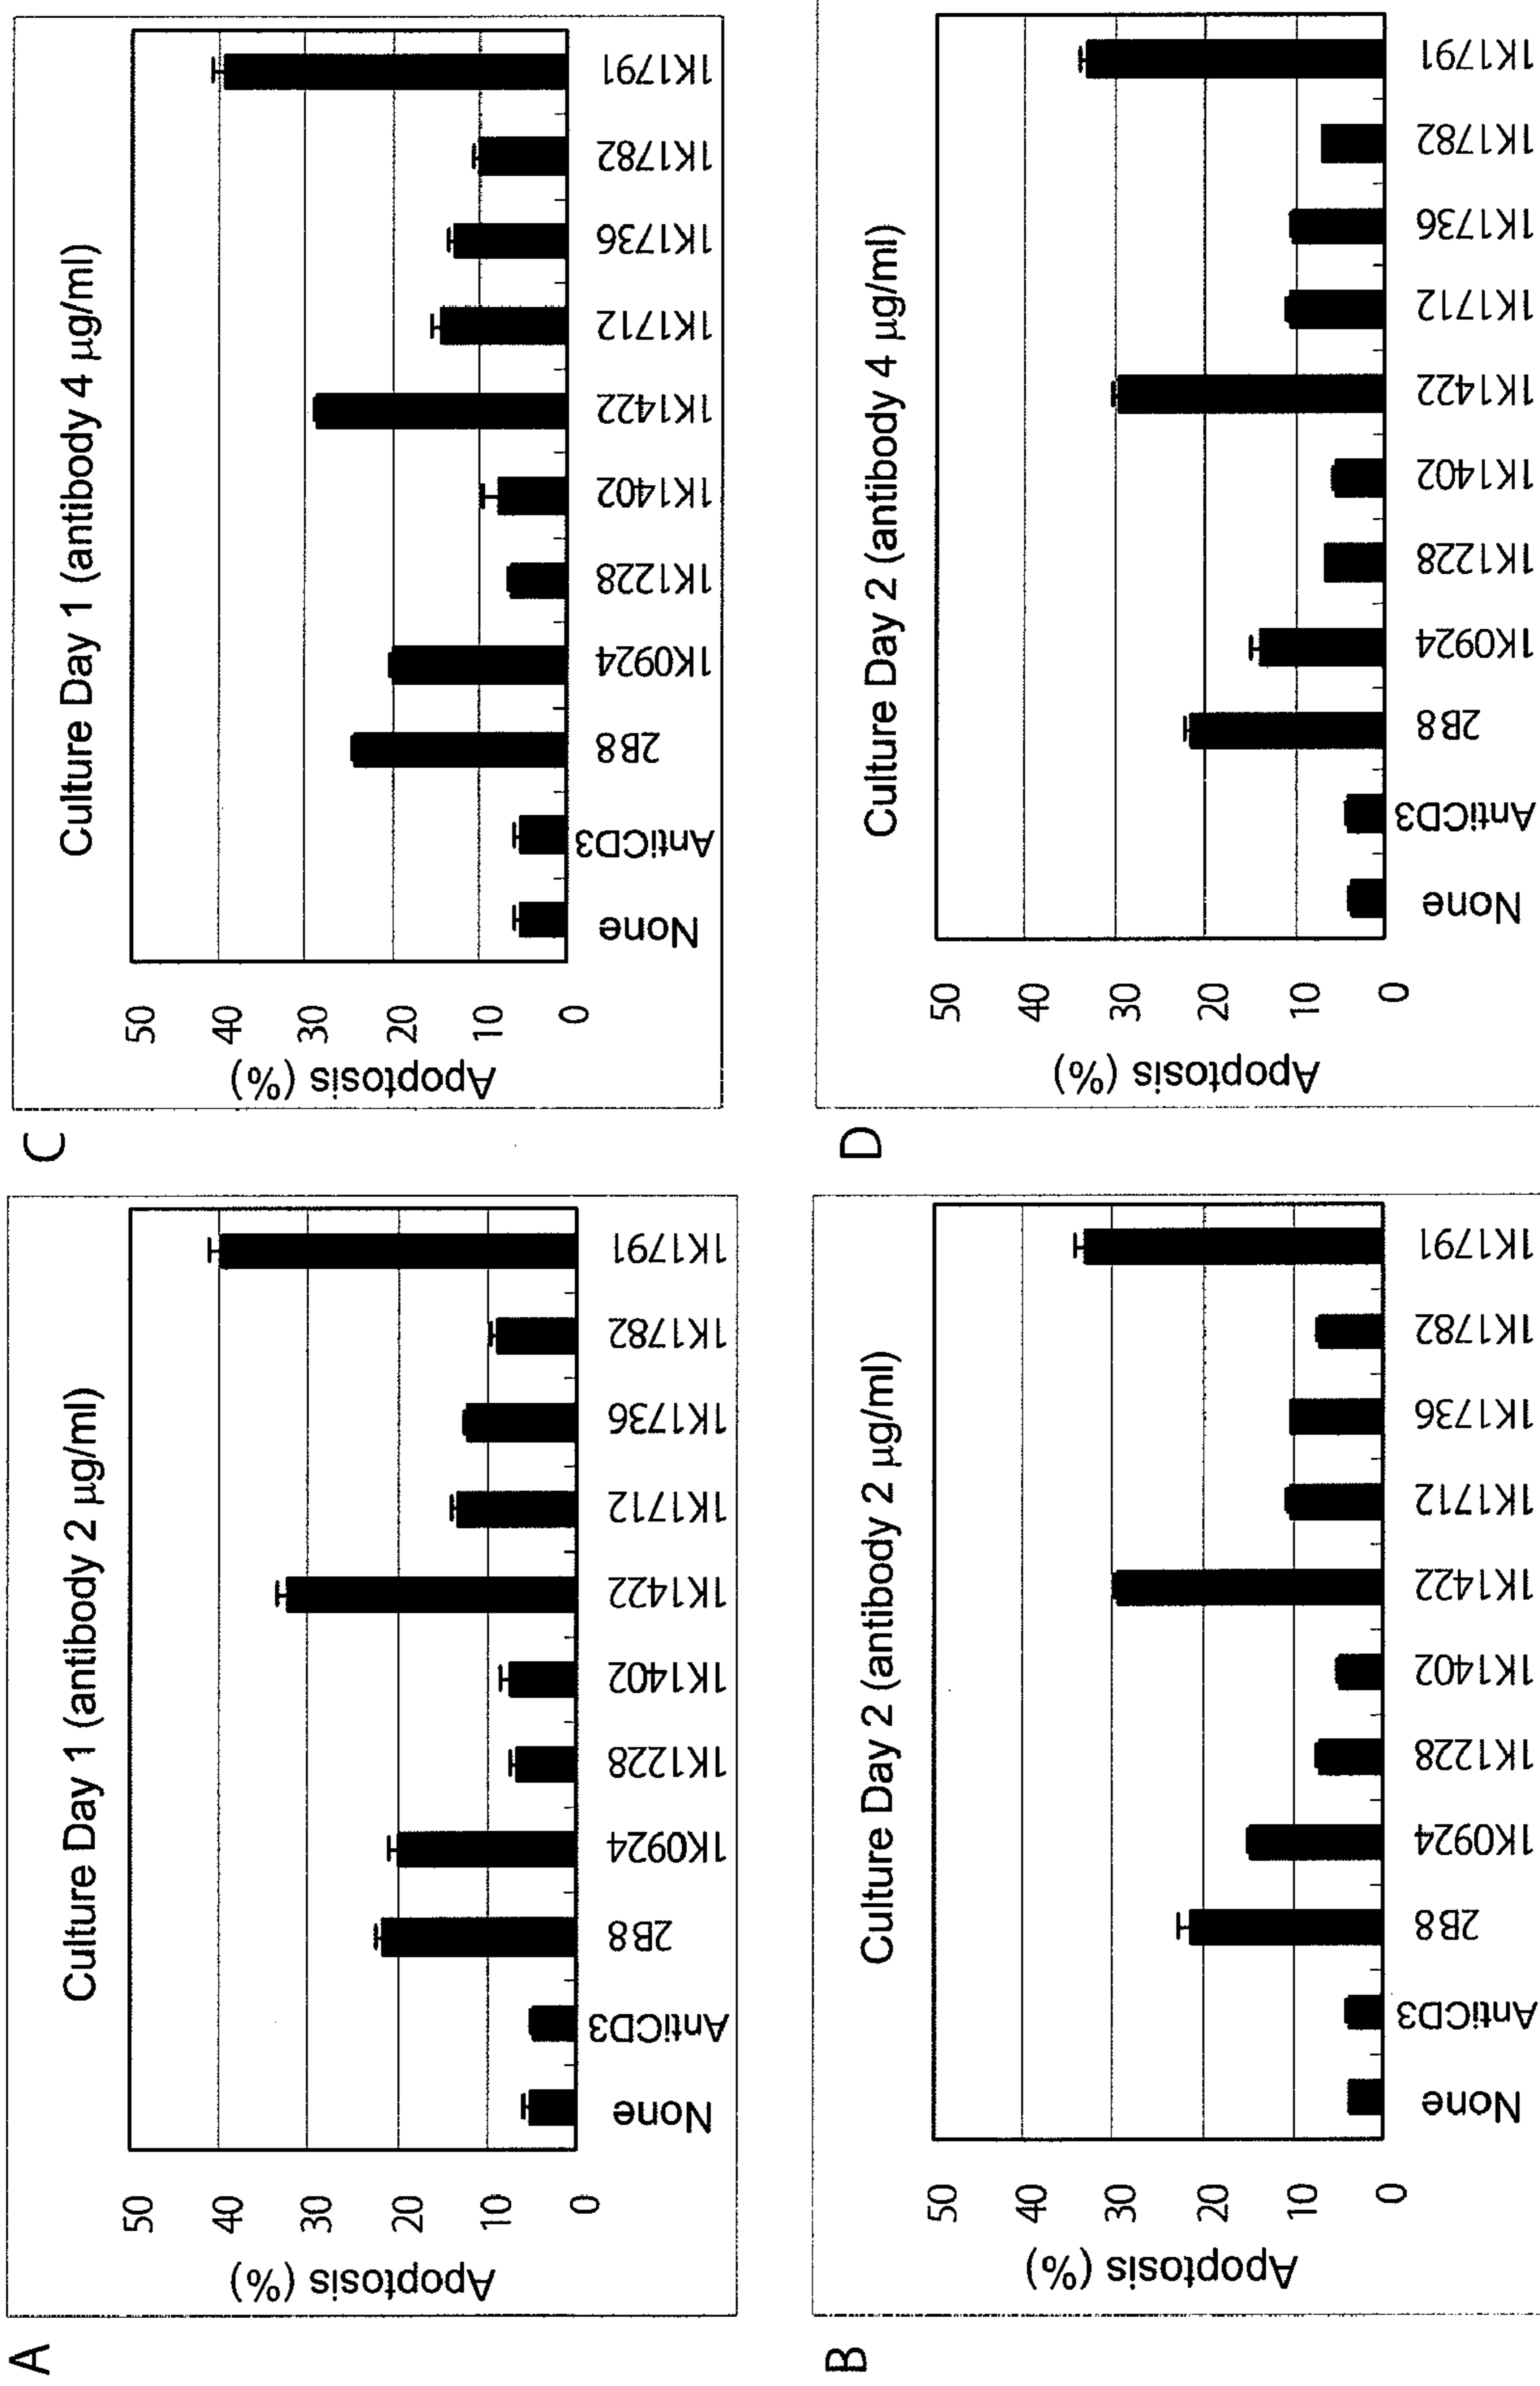 A
Culture Day 1 (antibody 2 µg/ml)
Apoptosis (%)
50
40
30
20
10
0
None
AntiCD3
2B8
1K0924
1K1228
1K1402
1K1422
1K1712
1K1736
1K1782
1K1791
B
Culture Day 2 (antibody 2 µg/ml)
Apoptosis (%)
50
40
30
20
10
0
None
AntiCD3
2B8
1K0924
1K1228
1K1402
1K1422
1K1712
1K1736
1K1782
1K1791
C
Culture Day 1 (antibody 4 µg/ml)
Apoptosis (%)
50
40
30
20
10
0
None
AntiCD3
2B8
1K0924
1K1228
1K1402
1K1422
1K1712
1K1736
1K1782
1K1791
D
Culture Day 2 (antibody 4 µg/ml)
Apoptosis (%)
50
40
30
20
10
0
None
AntiCD3
2B8
1K0924
1K1228
1K1402
1K1422
1K1712
1K1736
1K1782
1K1791